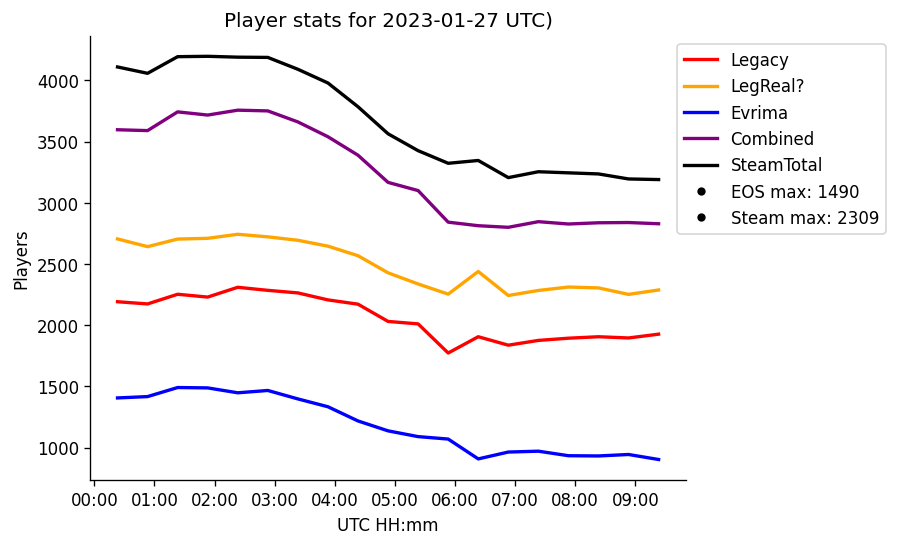 Player stats for 2023-01-27 UTC)
Legacy
LegReal?
Evrima
Combined
SteamTotal
EOS max: 1490
Steam max: 2309
Players
4000
3500
3000
2500
2000
1500
1000
00:00 01:00 02:00 03:00 04:00 05:00 06:00 07:00 08:00 09:00
UTC HH:mm